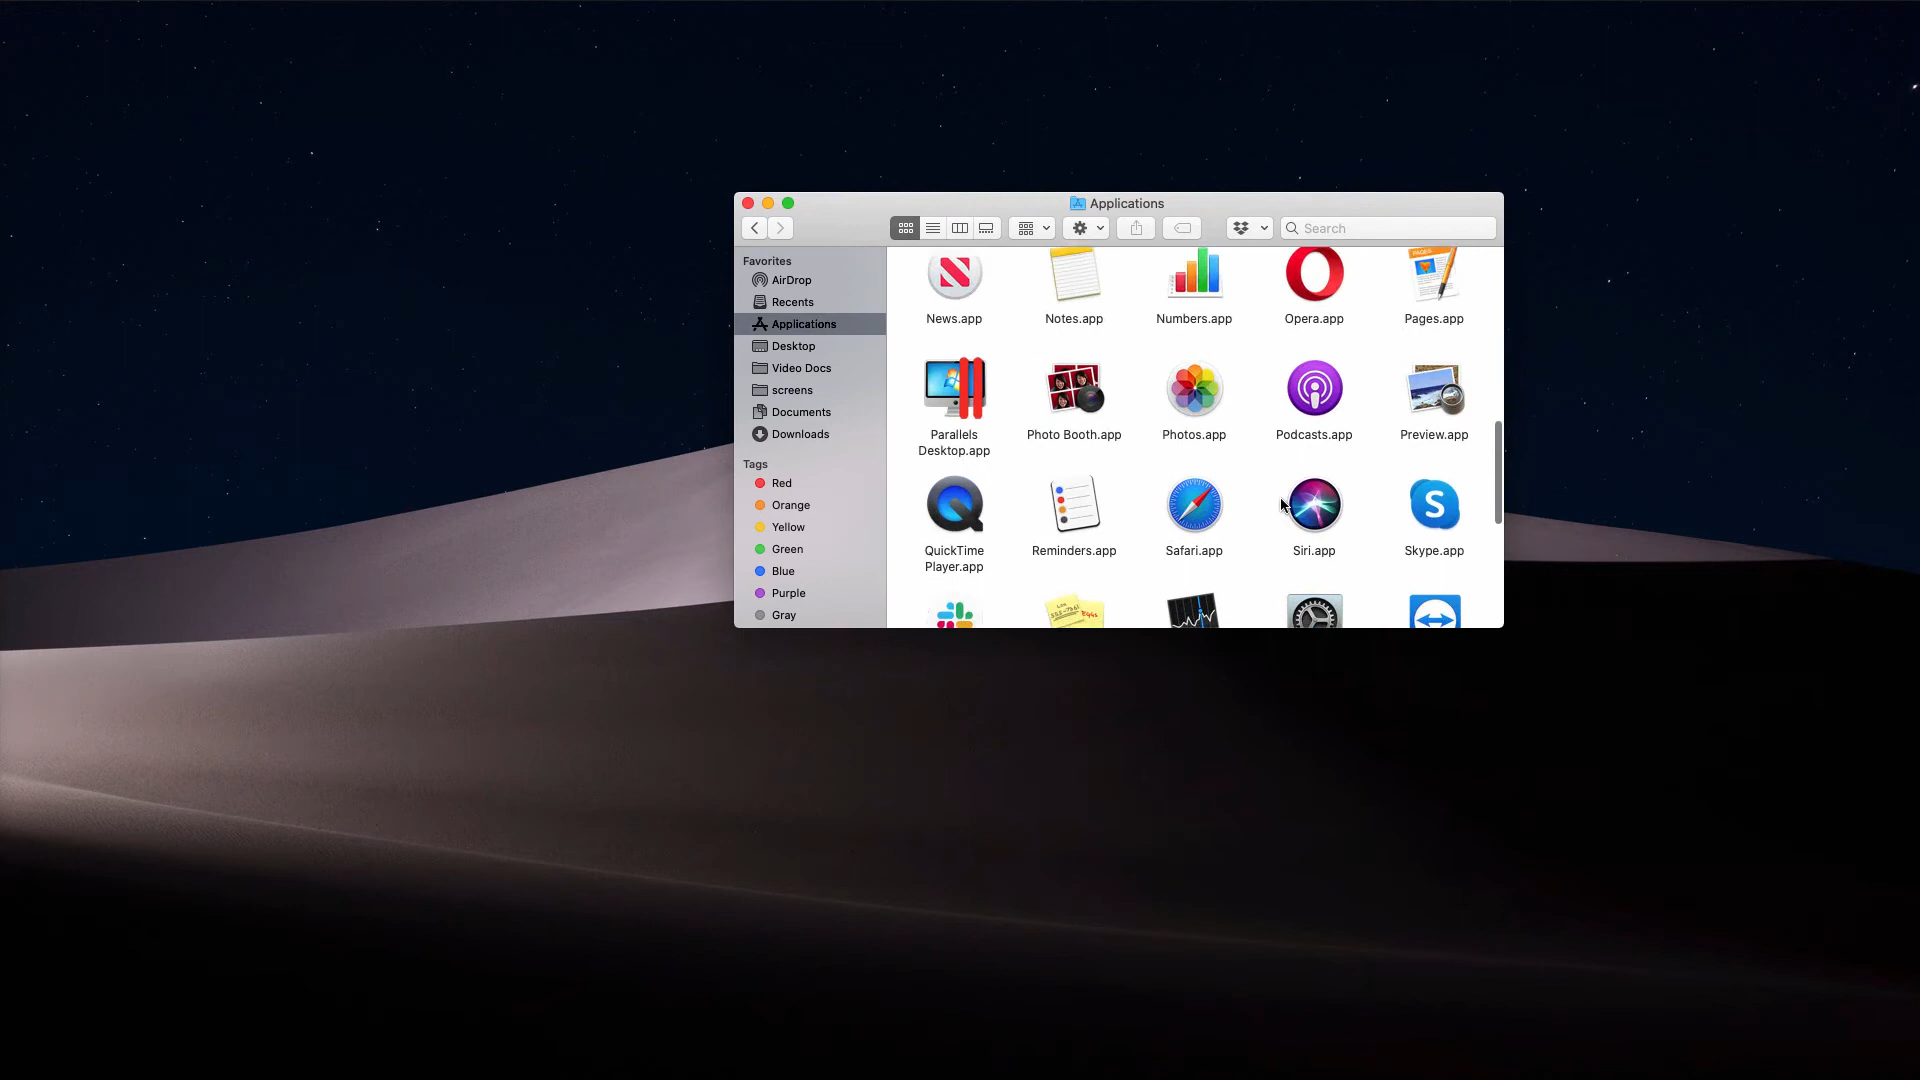 Applications
Search
Favorites
AirDrop
Recents
Applications
Desktop
Video Docs
screens
Documents
Downloads
Tags
Red
Orange
Yellow
Green
Blue
Purple
Gray
PAGES
News.app
Notes.app
Numbers.app
Opera.app
Pages.app
Parallels
Desktop.app
Photo Booth.app
Photos.app
Podcasts.app
Preview.app
S
QuickTime
Player.app
Reminders.app
Safari.app
Siri.app
Skype.app
EGGS